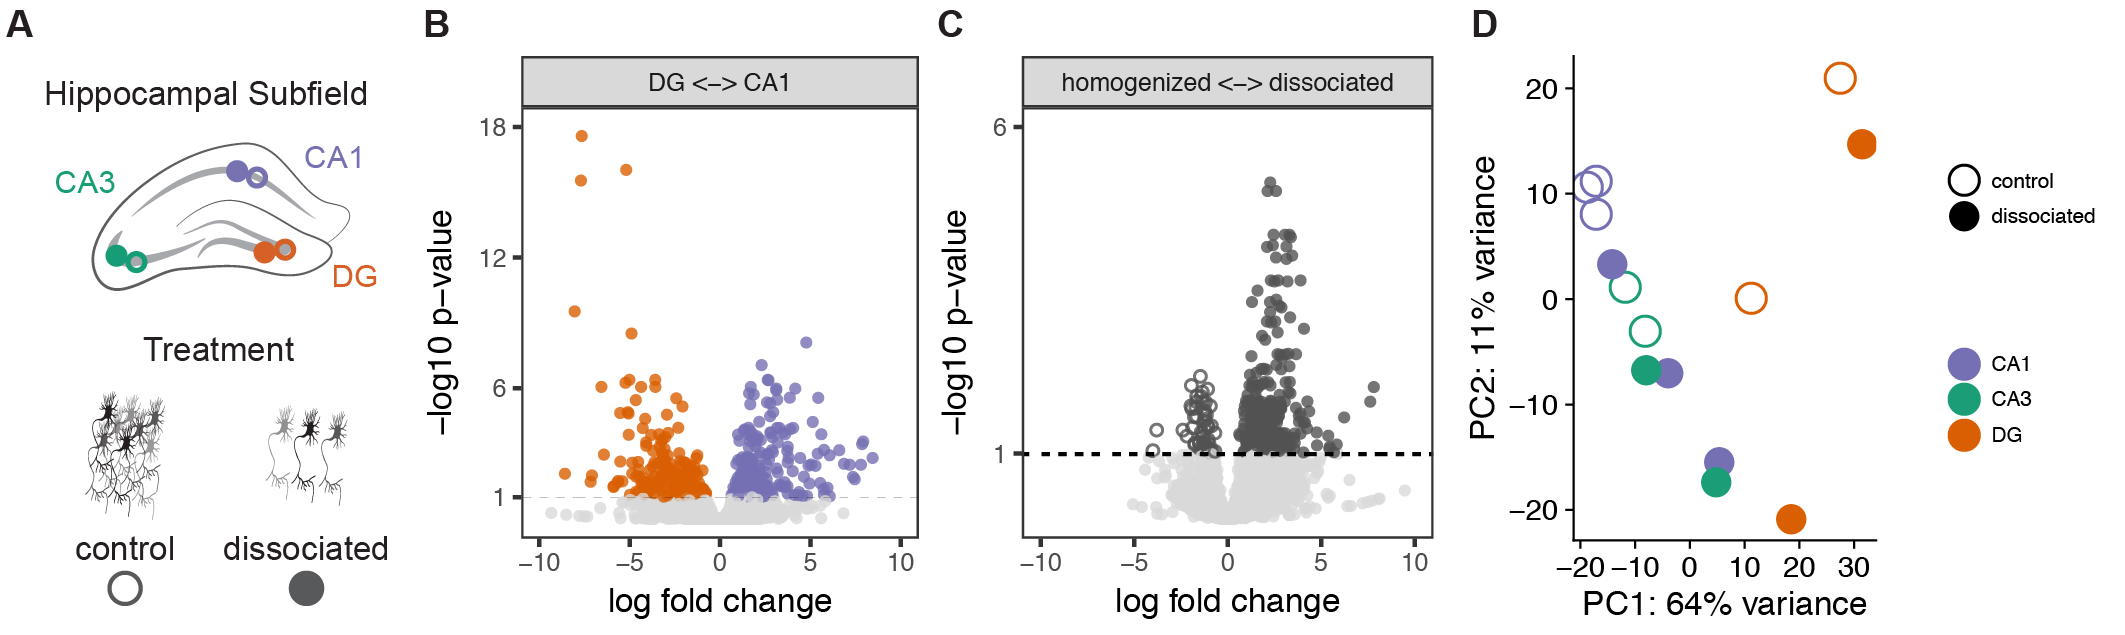 A
Hippocampal Subfield
CA1
CA3
DG
Treatment
control
dissociated
B
DG <–> CA1
18
12
6
1
–log10 p–value
–10
–5
0
5
10
log fold change
C
homogenized <–> dissociated
6
1
–log10 p–value
–10
–5
0
5
10
log fold change
D
20
10
0
–10
–20
PC2: 11% variance
–20
–10
0
10
20
30
PC1: 64% variance
control
dissociated
CA1
CA3
DG